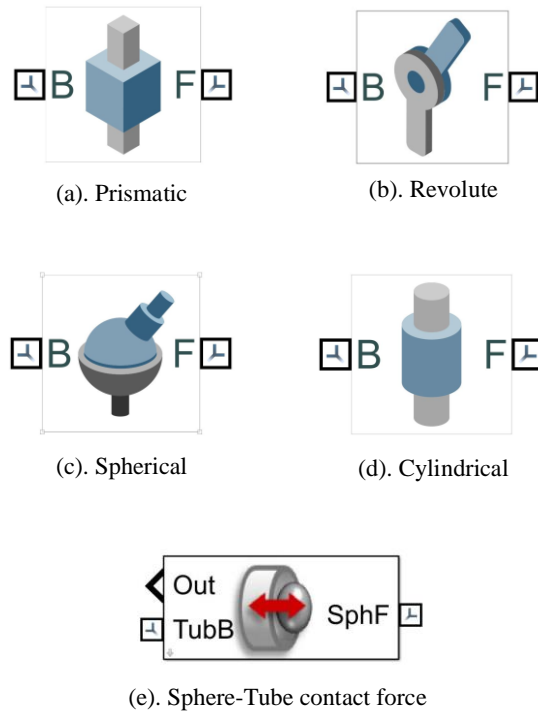 B F
(a). Prismatic
B F
(b). Revolute
B F
(c). Spherical
B F
(d). Cylindrical
Out
TubB
SphF
(e). Sphere-Tube contact force